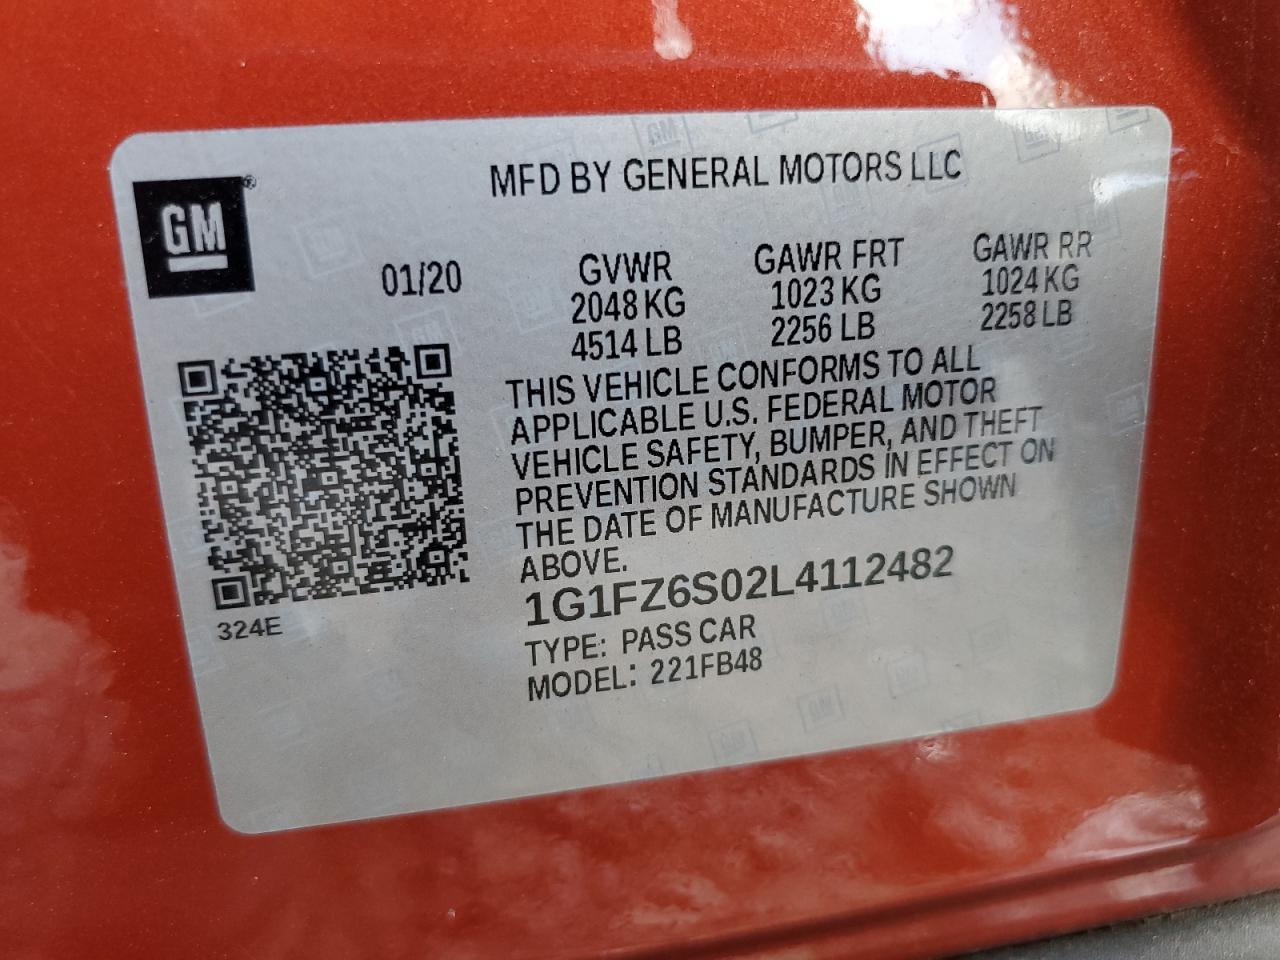 MFD BY GENERAL MOTORS LLC
GM®
01/20
GVWR GAWR FRT GAWR RR
2048 KG 1023 KG 1024 KG
4514 LB 2256 LB 2258 LB
THIS VEHICLE CONFORMS TO ALL
APPLICABLE U.S. FEDERAL MOTOR
VEHICLE SAFETY, BUMPER, AND THEFT
PREVENTION STANDARDS IN EFFECT ON
THE DATE OF MANUFACTURE SHOWN
ABOVE.
1G1FZ6S02L4112482
324E
TYPE: PASS CAR
MODEL: 221FB48